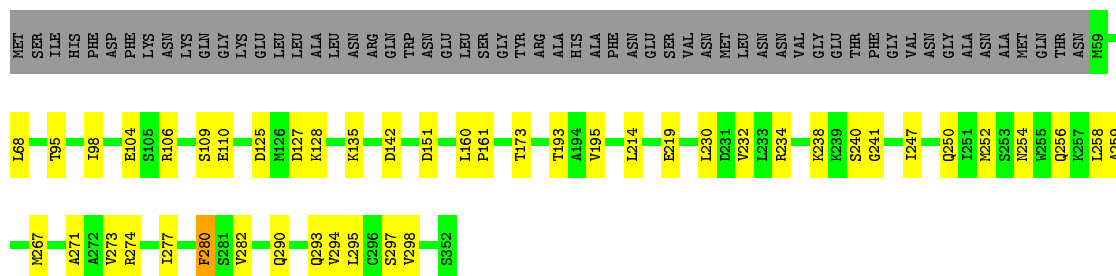 MET SER ILE HIS PHE ASP PHE LYS ASN LYS GLN GLY LYS GLU LEU LEU ALA LEU ASN ARG GLN TRP ASN GLU LEU SER GLY TYR ARG ALA HIS ALA PHE ASN GLU SER VAL ASN MET LEU ASN ASN VAL GLY GLU THR PHE GLY VAL ASN GLY ALA ASN ALA MET GLN THR ASN M59
L68 T95 I98 E104 S105 R106 S109 E110 D125 M126 D127 K128 K135 D142 D151 L160 P161 T173 T193 A194 V195 L214 E219 L230 D231 V232 L233 R234 K238 K239 S240 G241 I247 Q250 I251 M252 S253 N254 W255 Q256 K257 L258 A259
M267 A271 A272 V273 R274 I277 F280 S281 V282 Q290 Q293 V294 L295 C296 S297 V298 S352